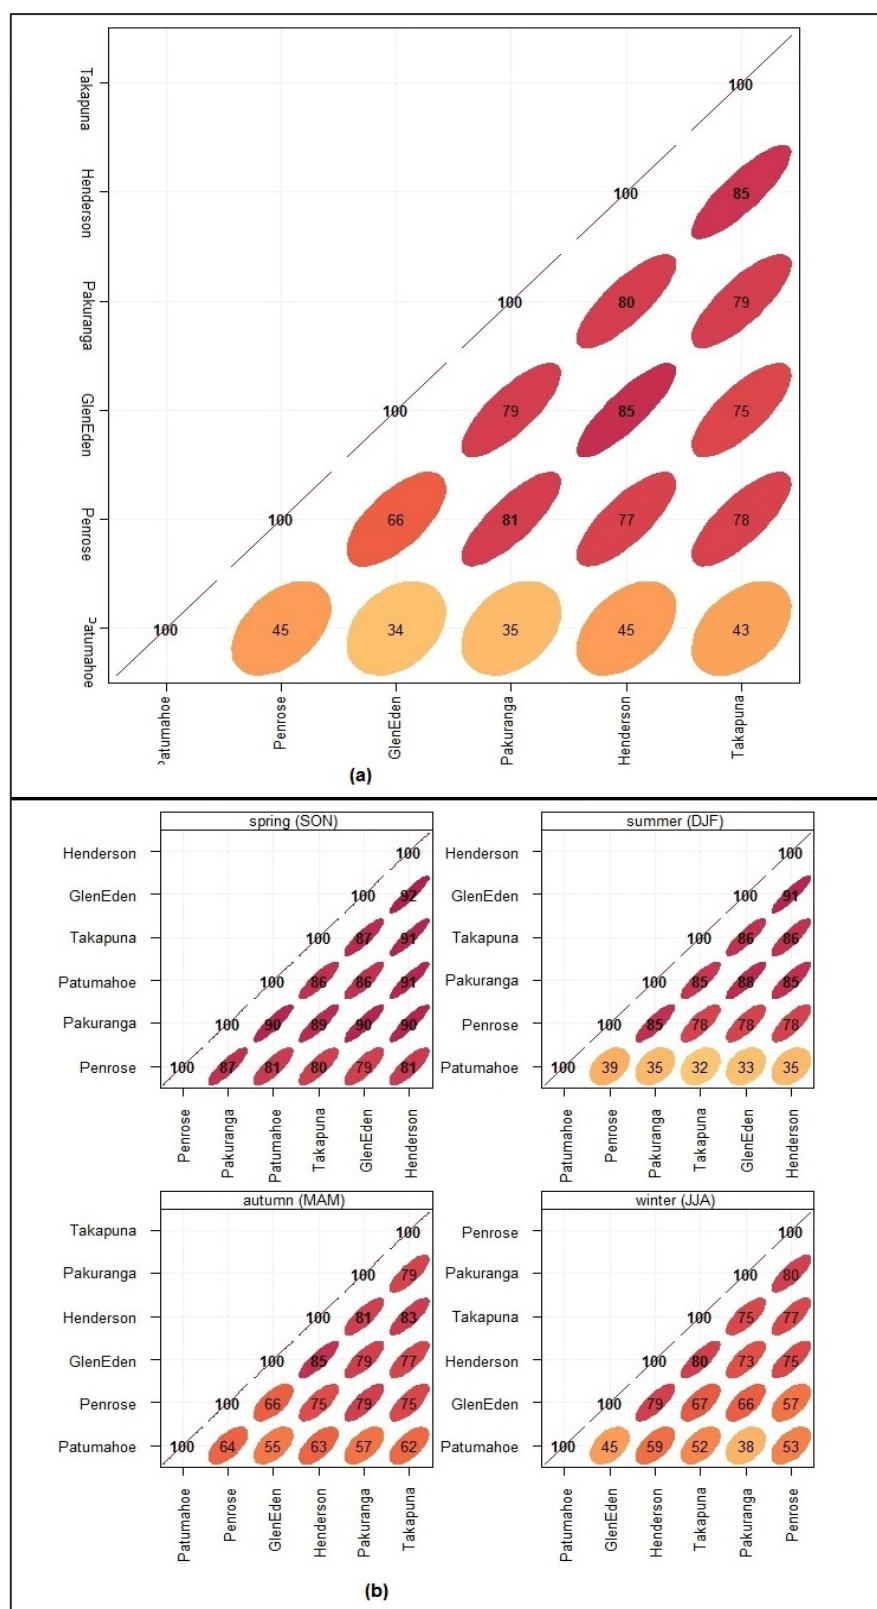 Takapuna 100
Henderson 100 85
Pakuranga 100 80 79
GlenEden 100 79 85 75
Penrose 100 66 81 77 78
Patumahoe 100 45 34 35 45 43
Patumahoe Penrose GlenEden Pakuranga Henderson Takapuna
(a)
spring (SON)
Henderson 100
GlenEden 100 92
Takapuna 100 87 91
Patumahoe 100 86 86 91
Pakuranga 100 90 89 90 90
Penrose 100 87 81 80 79 81
Penrose Pakuranga Patumahoe Takapuna GlenEden Henderson
summer (DJF)
Henderson 100
GlenEden 100 91
Takapuna 100 86 86
Pakuranga 100 85 88 85
Penrose 100 85 78 78 78
Patumahoe 100 39 35 32 33 35
Patumahoe Penrose Pakuranga Takapuna GlenEden Henderson
autumn (MAM)
Takapuna 100
Pakuranga 100 79
Henderson 100 81 83
GlenEden 100 85 79 77
Penrose 100 66 75 79 75
Patumahoe 100 64 55 63 57 62
Patumahoe Penrose GlenEden Henderson Pakuranga Takapuna
winter (JJA)
Penrose 100
Pakuranga 100 80
Takapuna 100 75 77
Henderson 100 80 73 75
GlenEden 100 79 67 66 57
Patumahoe 100 45 59 52 38 53
Patumahoe GlenEden Henderson Takapuna Pakuranga Penrose
(b)